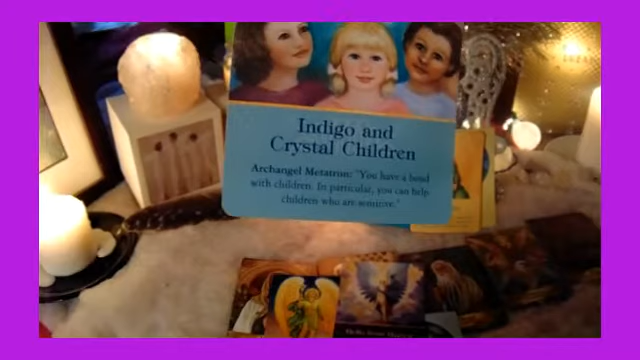 Indigo and
Crystal Children
Archangel Metatron: "You have a bond
with children. In particular, you can help
children who are sensitive."